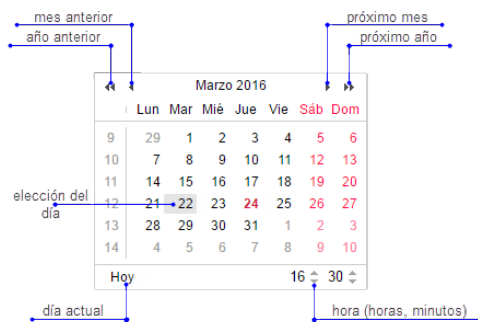 mes anterior próximo mes
año anterior próximo año
Marzo 2016
Lun Mar Mié Jue Vie Sáb Dom
9 29 1 2 3 4 5 6
10 7 8 9 10 11 12 13
11 14 15 16 17 18 19 20
elección del día
12 21 22 23 24 25 26 27
13 28 29 30 31 1 2 3
14 4 5 6 7 8 9 10
Hoy 16 30
día actual hora (horas, minutos)